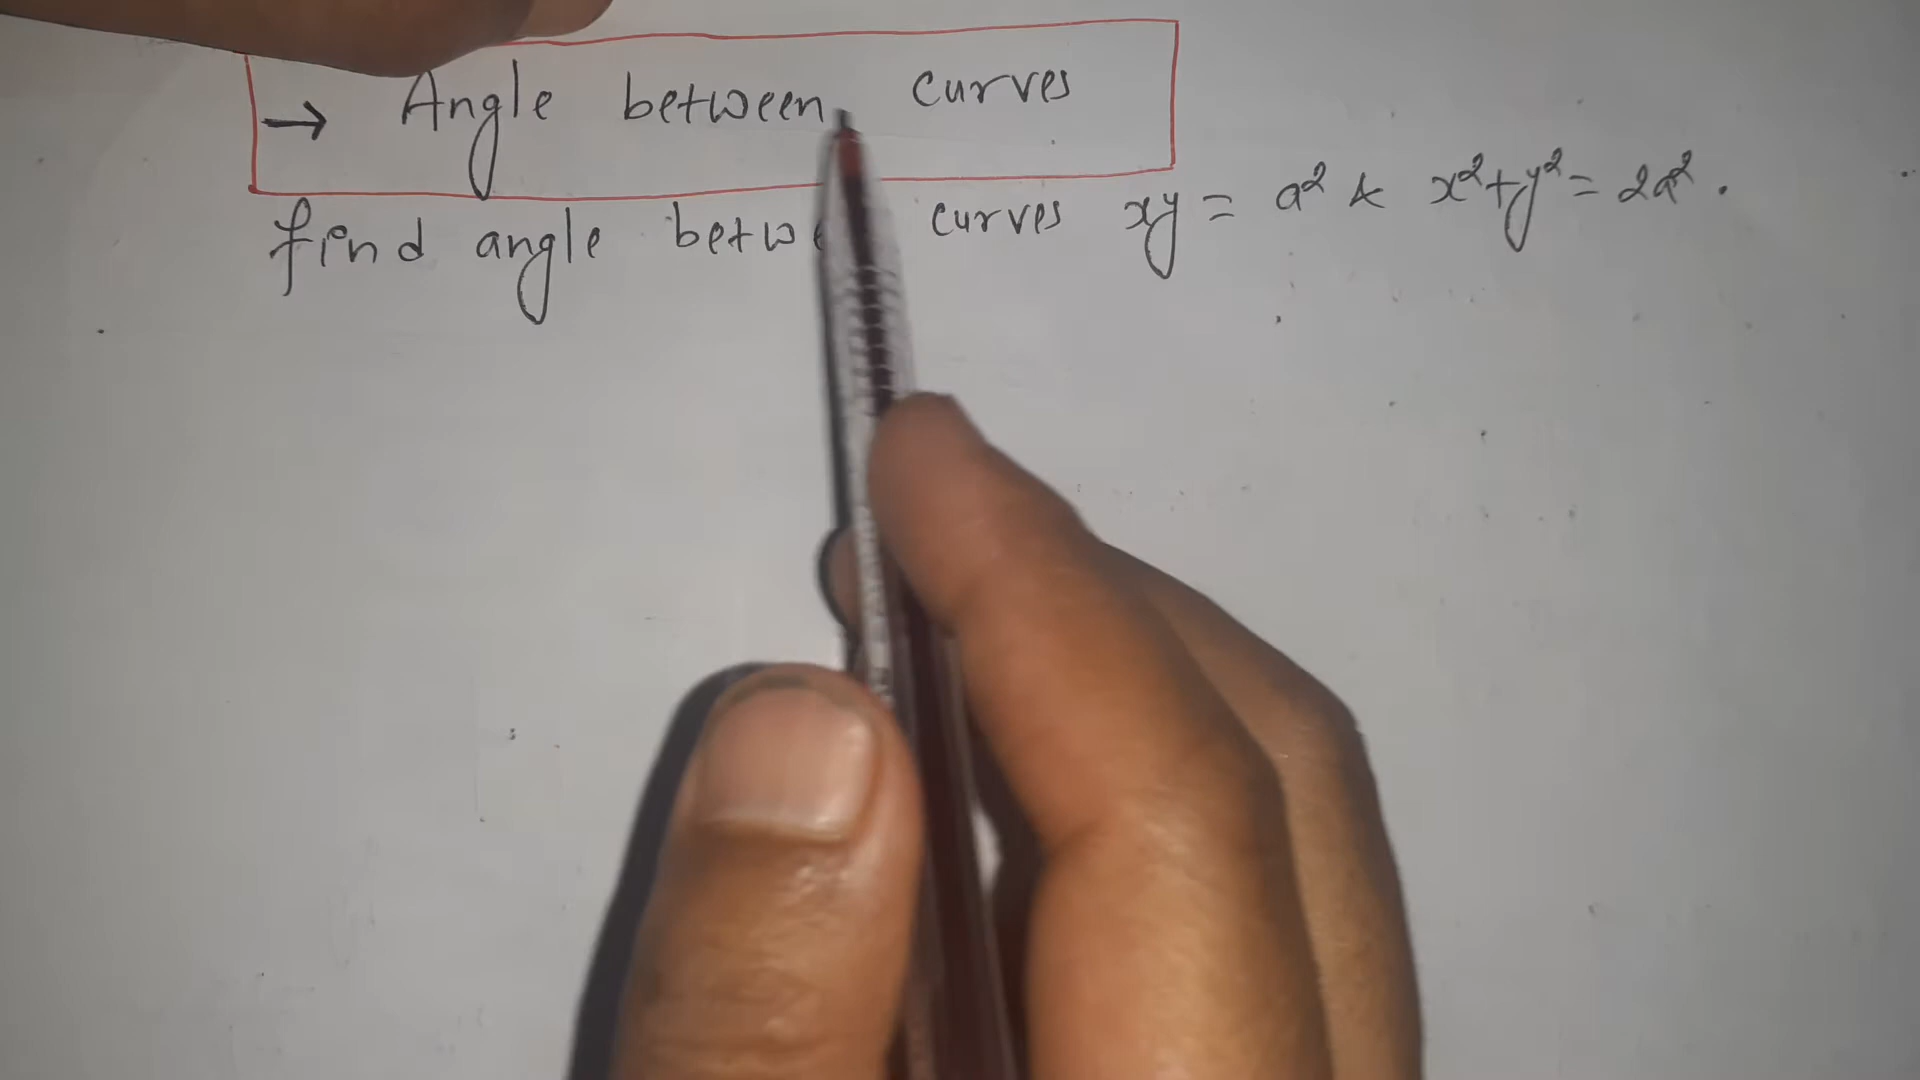 → Angle between curves
find angle curves xy = a² & x²+y² = 2a².